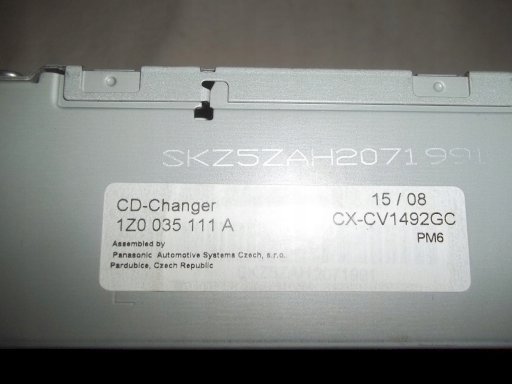 SKZ5ZAH2071991
CD-Changer 15 / 08
1Z0 035 111 A CX-CV1492GC
PM6
Assembled by
Panasonic Automotive Systems Czech, s.r.o.
Pardubice, Czech Republic